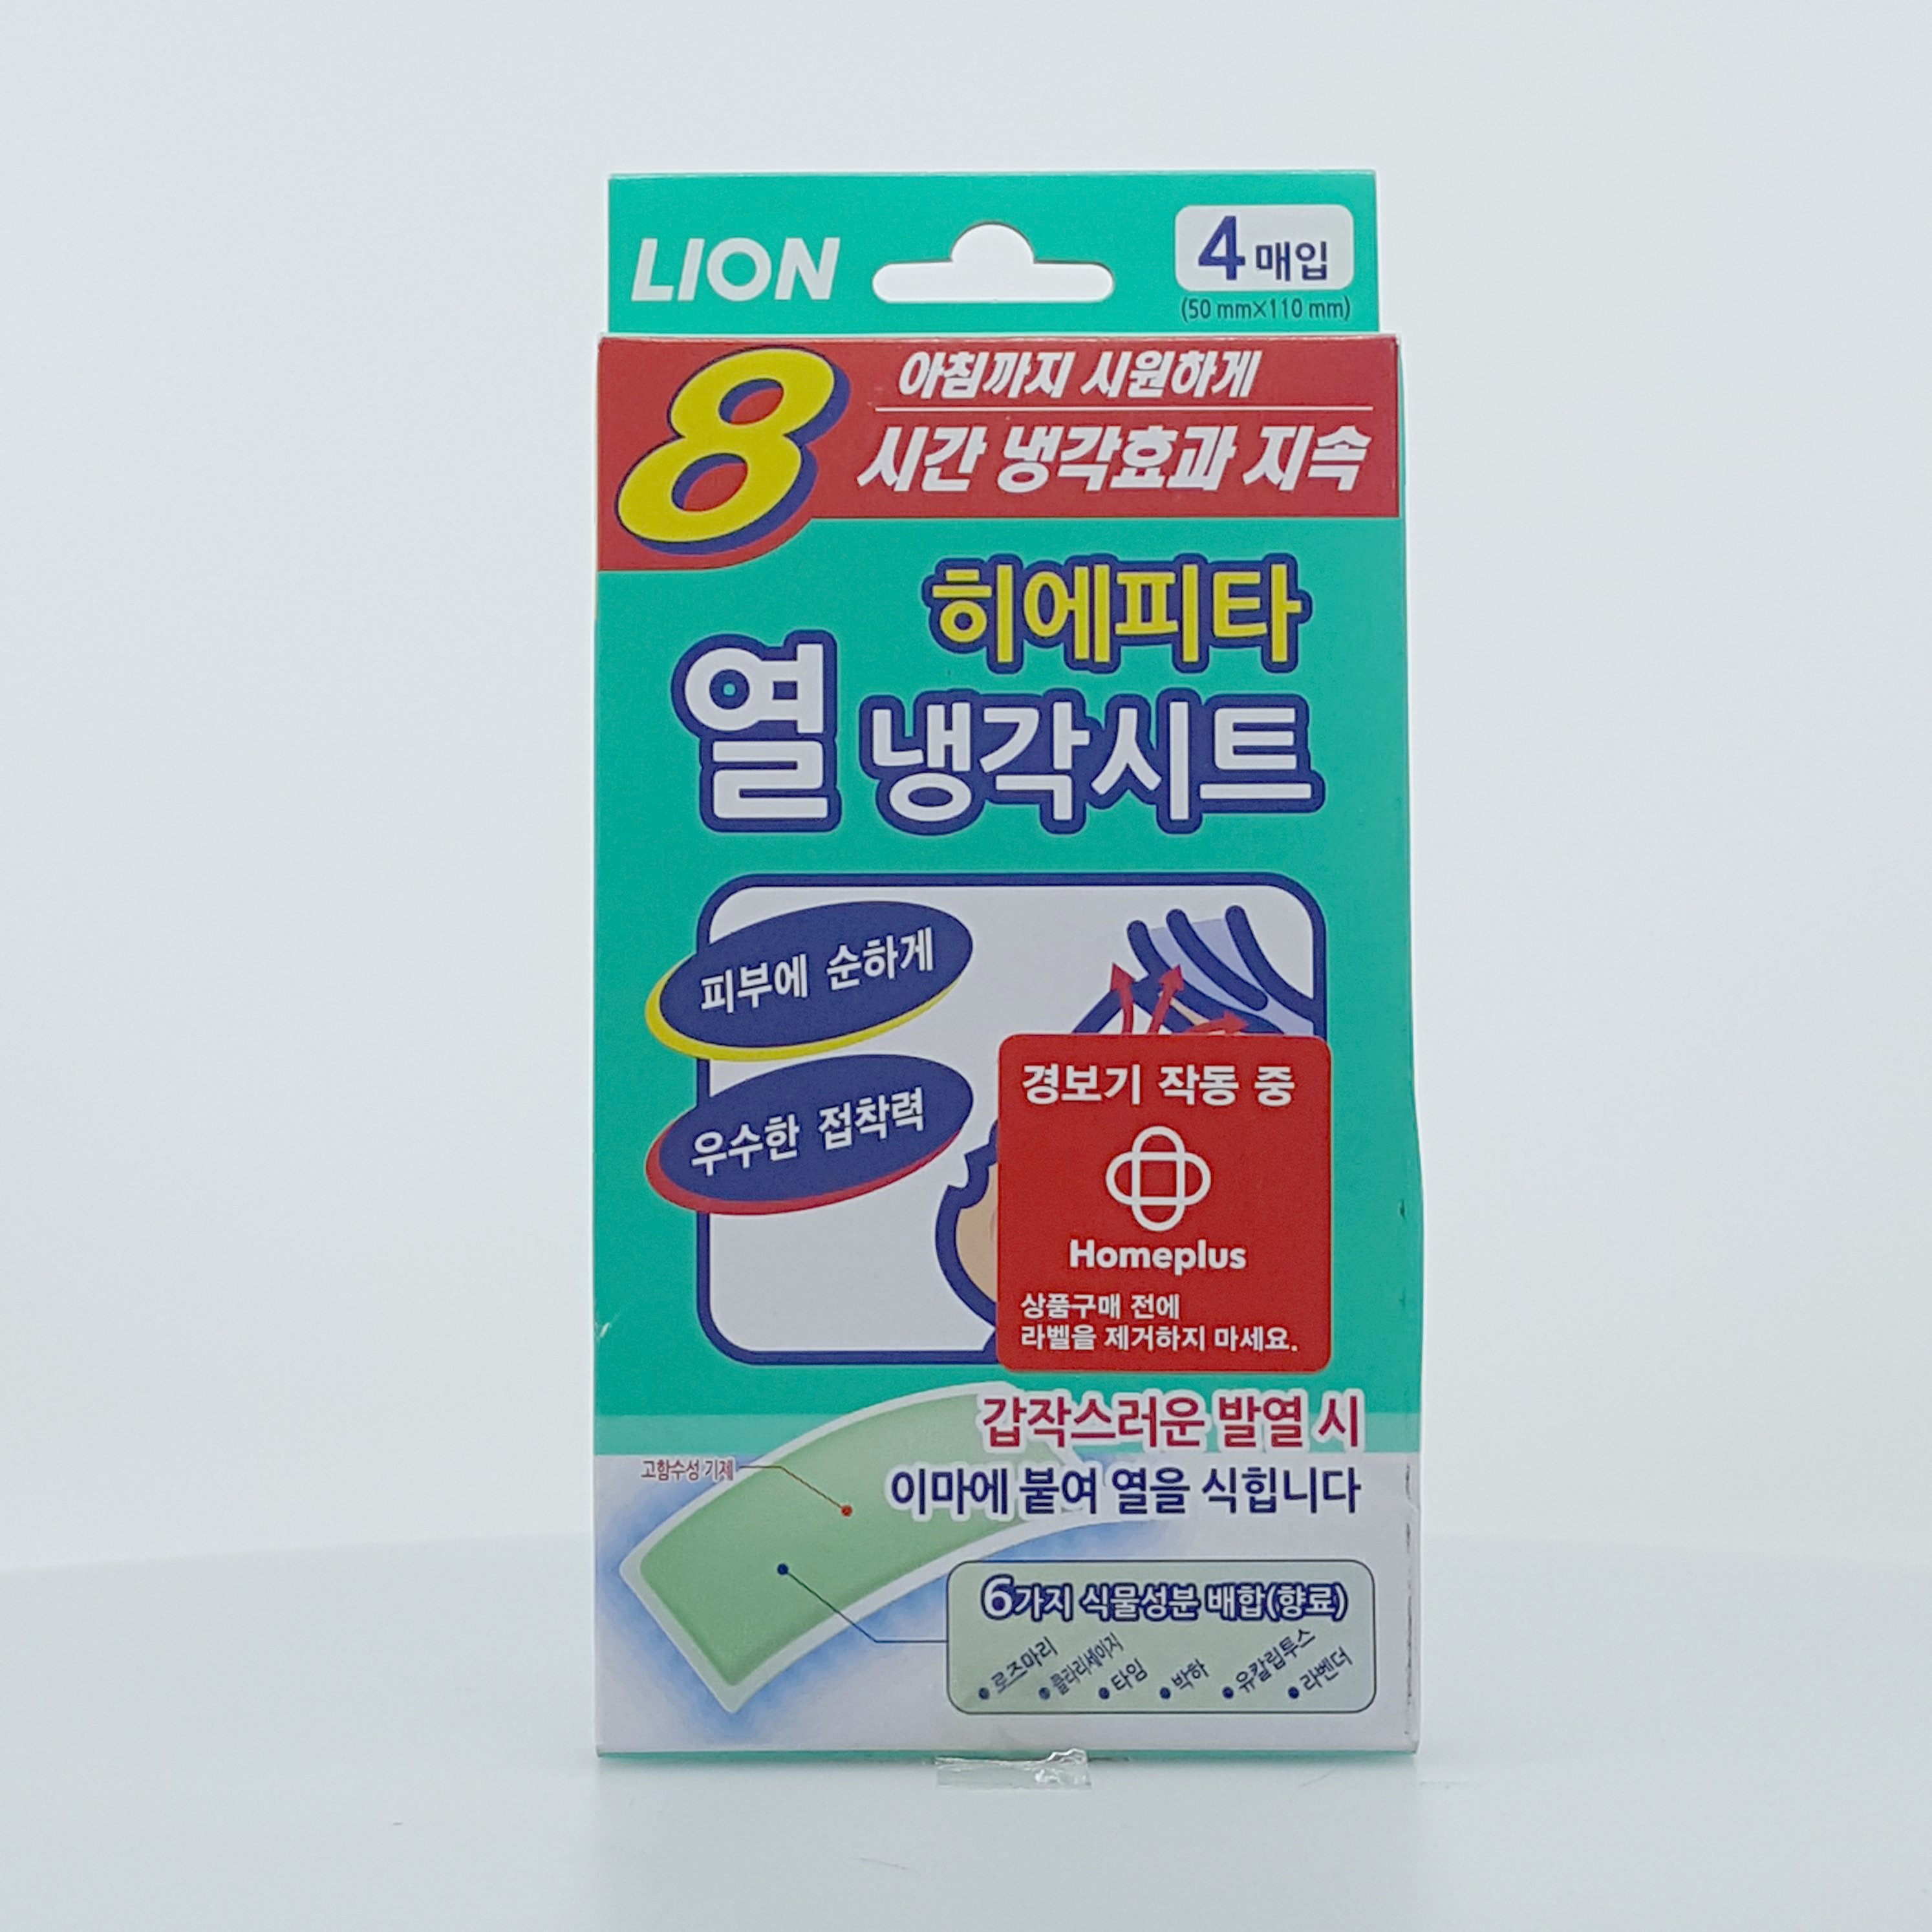 LION
4매입
(50 mm×110 mm)
아침까지 시원하게
8시간 냉각효과 지속
히에피타
열냉각시트
피부에 순하게
우수한 접착력
경보기 작동 중
Homeplus
상품구매 전에
라벨을 제거하지 마세요.
갑작스러운 발열 시
이마에 붙여 열을 식힙니다
고함수성 기제
6가지 식물성분 배합(향료)
• 로즈마리 • 클라리세이지 • 타임 • 박하 • 유칼립투스 • 라벤더